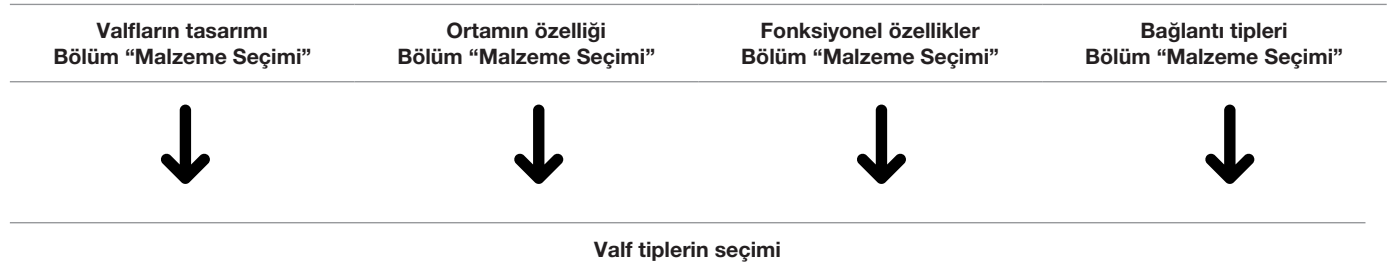 Valfların tasarımı
Bölüm “Malzeme Seçimi”
Ortamın özelliği
Bölüm “Malzeme Seçimi”
Fonksiyonel özellikler
Bölüm “Malzeme Seçimi”
Bağlantı tipleri
Bölüm “Malzeme Seçimi”
Valf tiplerin seçimi